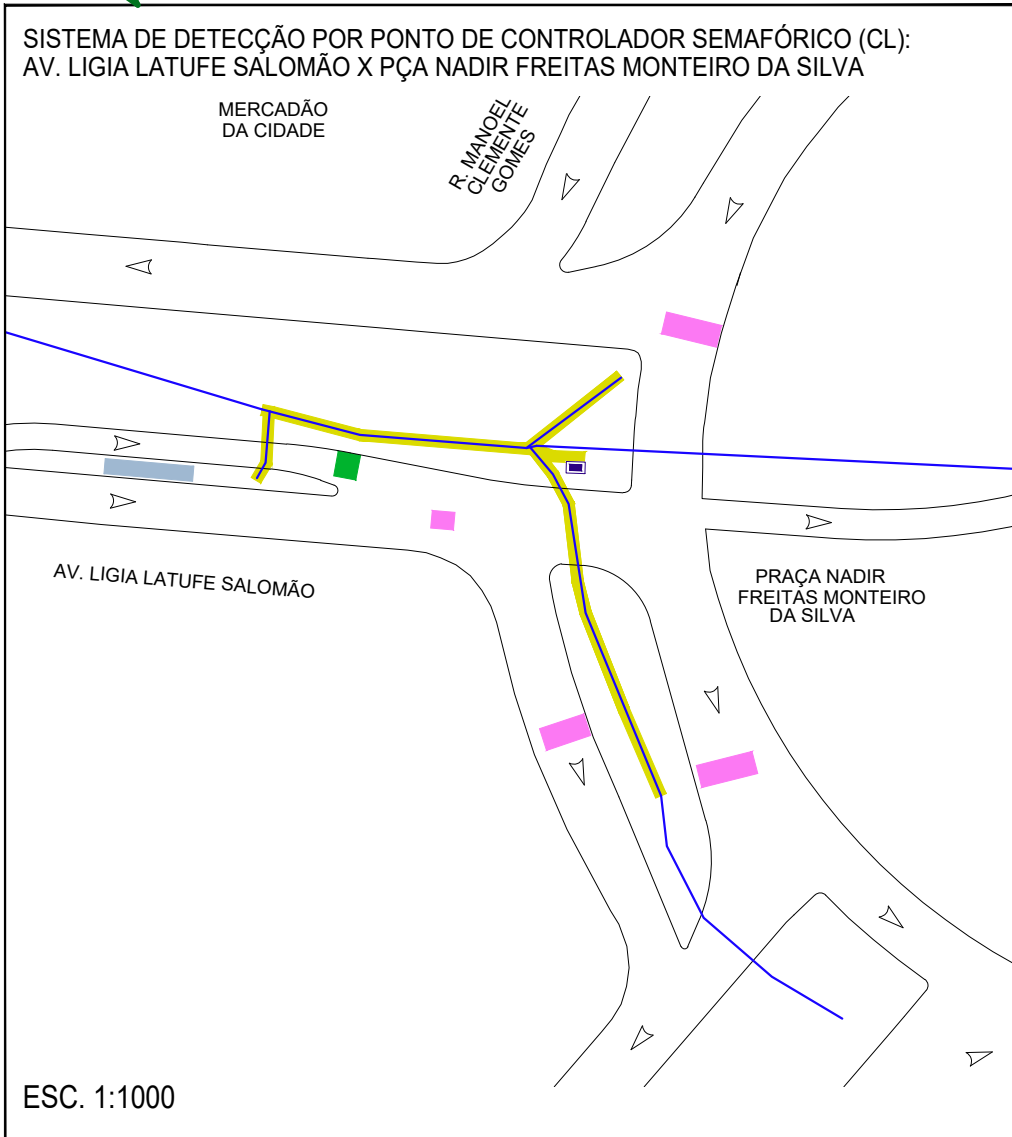 SISTEMA DE DETECÇÃO POR PONTO DE CONTROLADOR SEMAFÓRICO (CL):
AV. LIGIA LATUFE SALOMÃO X PÇA NADIR FREITAS MONTEIRO DA SILVA
MERCADÃO
DA CIDADE
R. MANOEL
CLEMENTE
GOMES
AV. LIGIA LATUFE SALOMÃO
PRAÇA NADIR
FREITAS MONTEIRO
DA SILVA
ESC. 1:1000